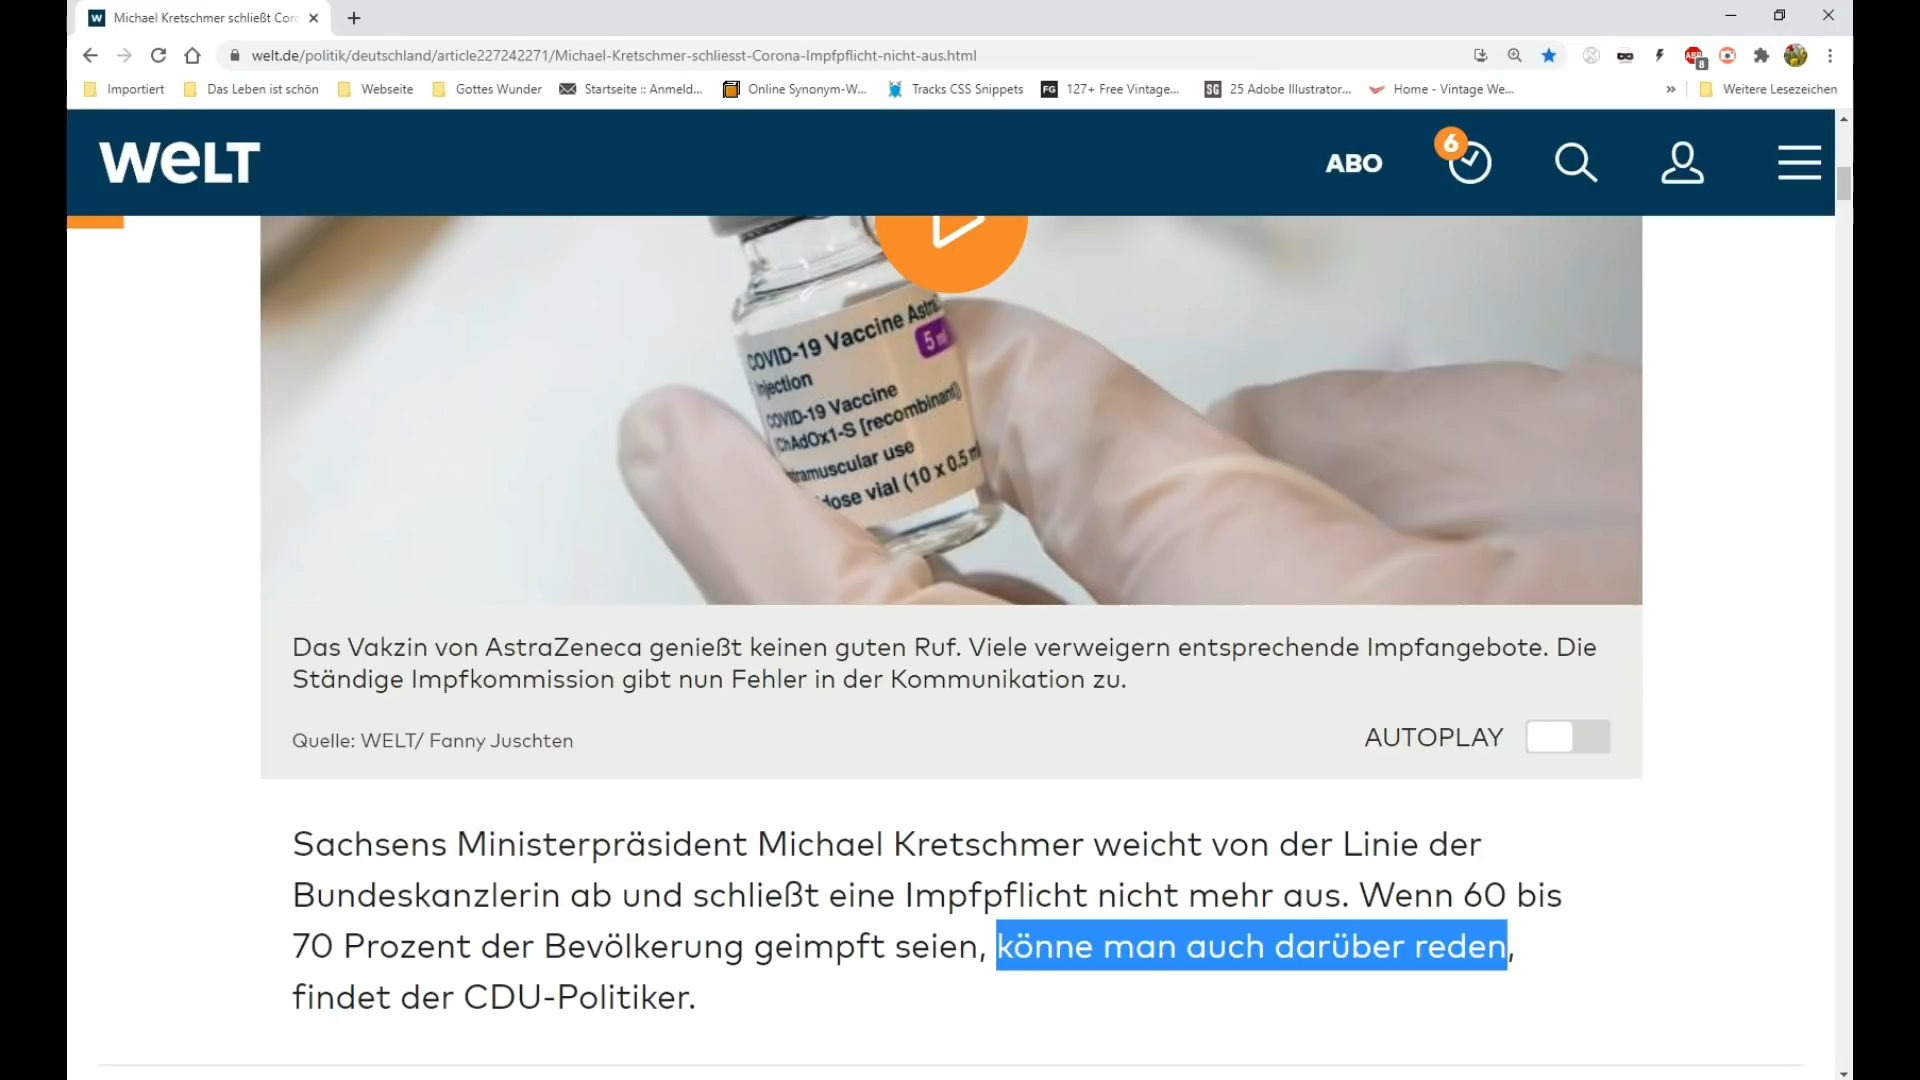 Michael Kretschmer schließt Coro
welt.de/politik/deutschland/article227242271/Michael-Kretschmer-schliesst-Corona-Impfpflicht-nicht-aus.html
ABP
8
Importiert
Das Leben ist schön
Webseite
Gottes Wunder
Startseite :: Anmeld...
Online Synonym-W...
Tracks CSS Snippets
FG
127+ Free Vintage...
SG
25 Adobe Illustrator...
Home - Vintage We...
»
Weitere Lesezeichen
WELT
ABO
6
COVID-19 Vaccine Astra
5 ml
injection
COVID-19 Vaccine
(ChAdOx1-S [recombinant])
intramuscular use
dose vial (10 x 0.5 ml
Das Vakzin von AstraZeneca genießt keinen guten Ruf. Viele verweigern entsprechende Impfangebote. Die
Ständige Impfkommission gibt nun Fehler in der Kommunikation zu.
Quelle: WELT/ Fanny Juschten
AUTOPLAY
Sachsens Ministerpräsident Michael Kretschmer weicht von der Linie der
Bundeskanzlerin ab und schließt eine Impfpflicht nicht mehr aus. Wenn 60 bis
70 Prozent der Bevölkerung geimpft seien, könne man auch darüber reden,
findet der CDU-Politiker.